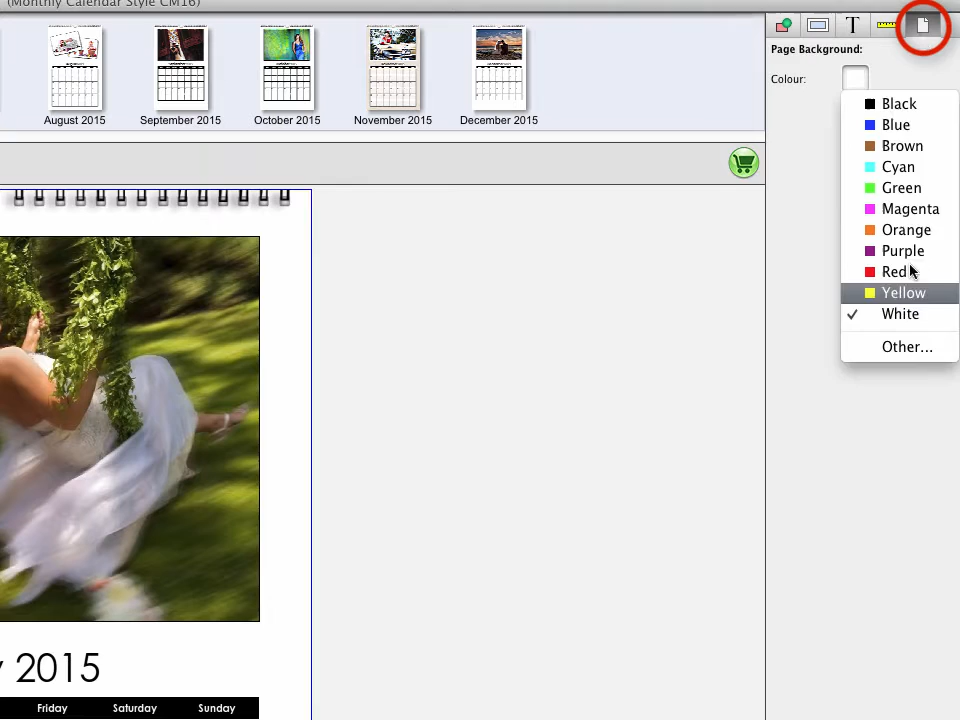 (Monthly Calendar Style CM16)
August 2015
September 2015
October 2015
November 2015
December 2015
T
Page Background:
Colour:
Black
Blue
Brown
Cyan
Green
Magenta
Orange
Purple
Red
Yellow
White
Other...
y 2015
Friday
Saturday
Sunday